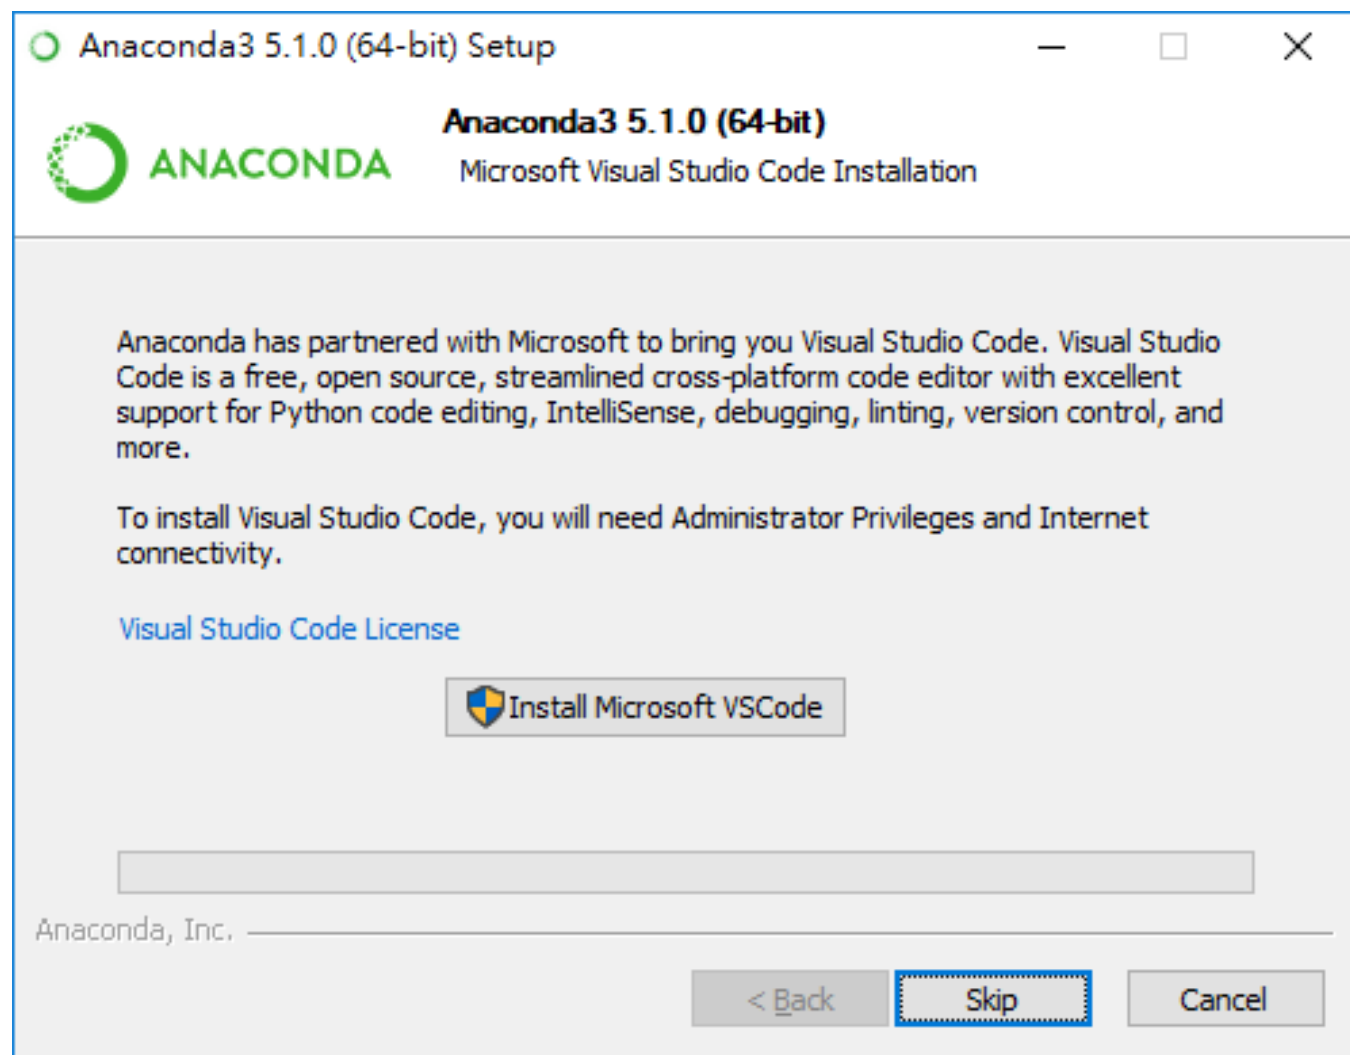 Anaconda3 5.1.0 (64-bit) Setup
ANACONDA
Anaconda3 5.1.0 (64-bit)
Microsoft Visual Studio Code Installation
Anaconda has partnered with Microsoft to bring you Visual Studio Code. Visual Studio
Code is a free, open source, streamlined cross-platform code editor with excellent
support for Python code editing, IntelliSense, debugging, linting, version control, and
more.
To install Visual Studio Code, you will need Administrator Privileges and Internet
connectivity.
Visual Studio Code License
Install Microsoft VSCode
Anaconda, Inc.
< Back
Skip
Cancel